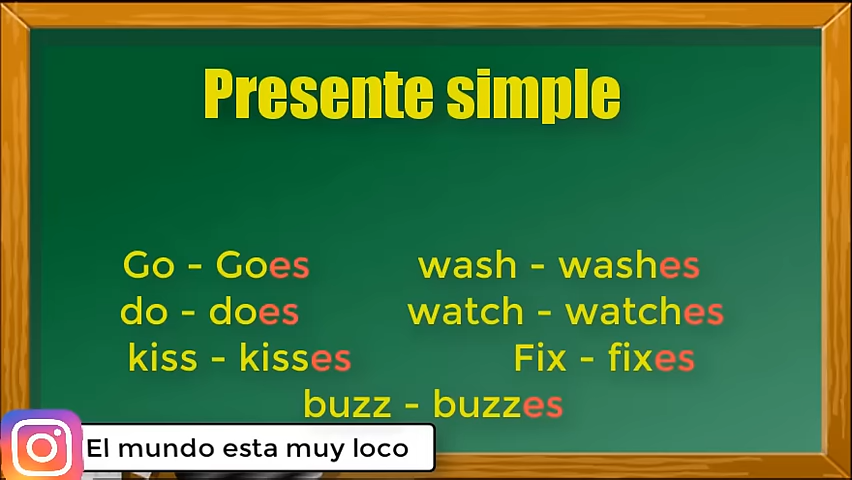 Presente simple
Go - Goes wash - washes
do - does watch - watches
kiss - kisses Fix - fixes
buzz - buzzes
El mundo esta muy loco